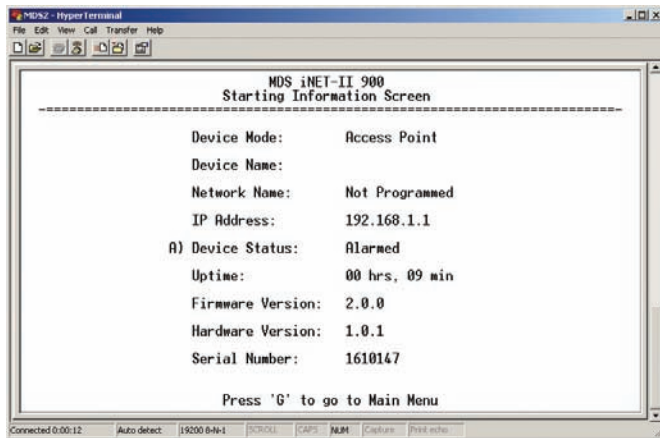 MDS2 - HyperTerminal
File Edit View Call Transfer Help
MDS iNET-II 900
Starting Information Screen
Device Mode: Access Point
Device Name:
Network Name: Not Programmed
IP Address: 192.168.1.1
A) Device Status: Alarmed
Uptime: 00 hrs, 09 min
Firmware Version: 2.0.0
Hardware Version: 1.0.1
Serial Number: 1610147
Press 'G' to go to Main Menu
Connected 0:00:12 Auto detect 19200 8-N-1 SCROLL CAPS NUM Capture Print echo